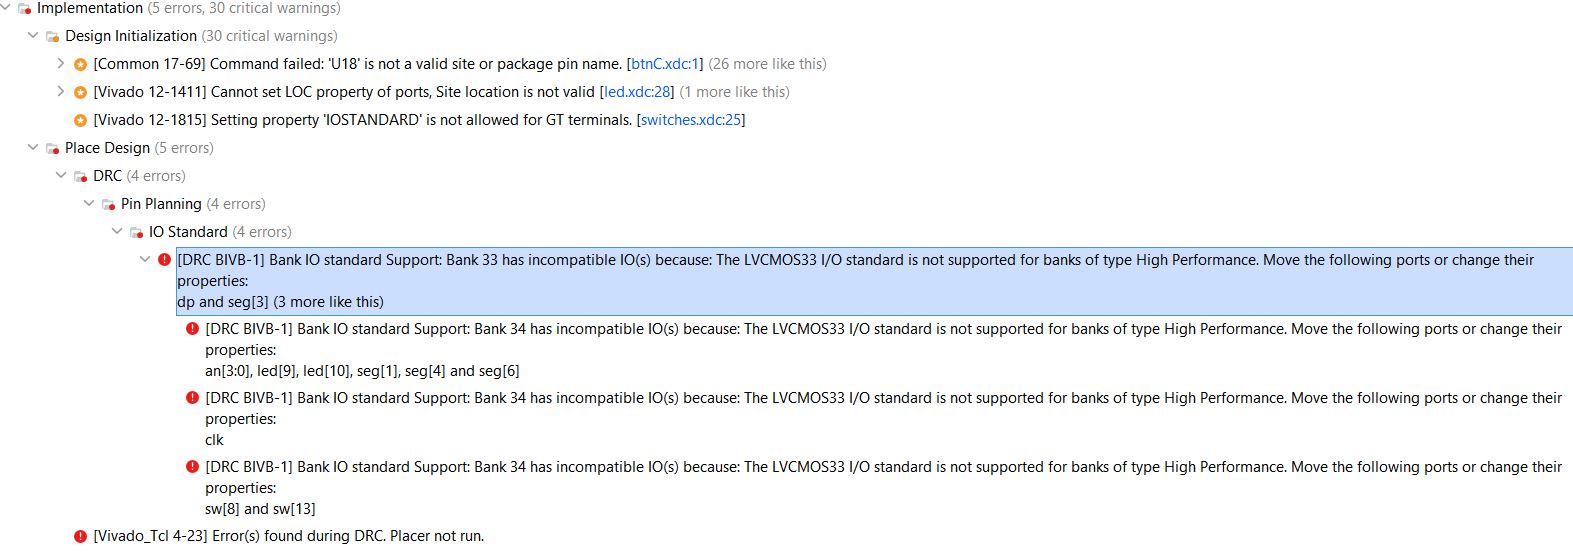 Implementation (5 errors, 30 critical warnings)
Design Initialization (30 critical warnings)
[Common 17-69] Command failed: 'U18' is not a valid site or package pin name. [btnC.xdc:1] (26 more like this)
[Vivado 12-1411] Cannot set LOC property of ports, Site location is not valid [led.xdc:28] (1 more like this)
[Vivado 12-1815] Setting property 'IOSTANDARD' is not allowed for GT terminals. [switches.xdc:25]
Place Design (5 errors)
DRC (4 errors)
Pin Planning (4 errors)
IO Standard (4 errors)
[DRC BIVB-1] Bank IO standard Support: Bank 33 has incompatible IO(s) because: The LVCMOS33 I/O standard is not supported for banks of type High Performance. Move the following ports or change their
properties:
dp and seg[3] (3 more like this)
[DRC BIVB-1] Bank IO standard Support: Bank 34 has incompatible IO(s) because: The LVCMOS33 I/O standard is not supported for banks of type High Performance. Move the following ports or change their
properties:
an[3:0], led[9], led[10], seg[1], seg[4] and seg[6]
[DRC BIVB-1] Bank IO standard Support: Bank 34 has incompatible IO(s) because: The LVCMOS33 I/O standard is not supported for banks of type High Performance. Move the following ports or change their
properties:
clk
[DRC BIVB-1] Bank IO standard Support: Bank 34 has incompatible IO(s) because: The LVCMOS33 I/O standard is not supported for banks of type High Performance. Move the following ports or change their
properties:
sw[8] and sw[13]
[Vivado_Tcl 4-23] Error(s) found during DRC. Placer not run.